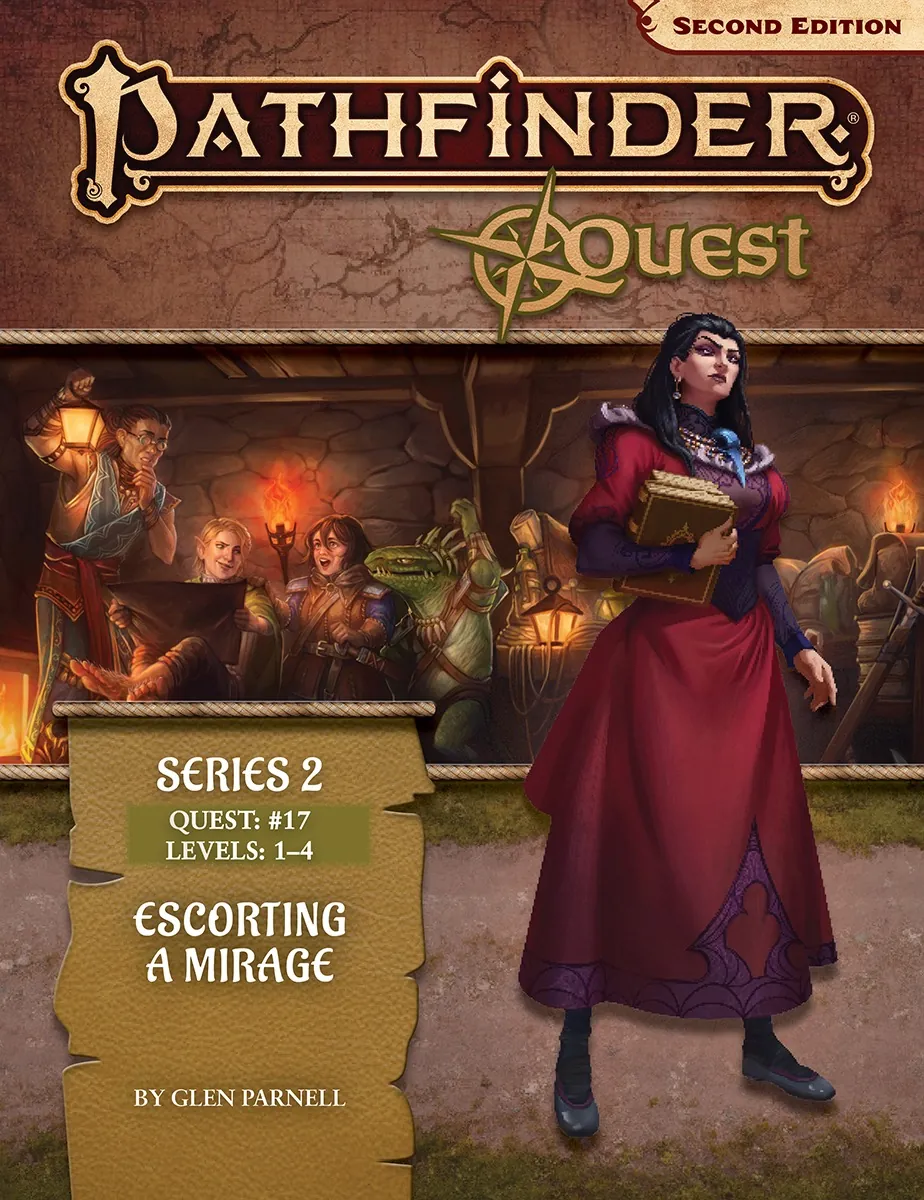 SECOND EDITION
PATHFINDER®
QUEST
SERIES 2
QUEST: #17
LEVELS: 1–4
ESCORTING
A MIRAGE
BY GLEN PARNELL